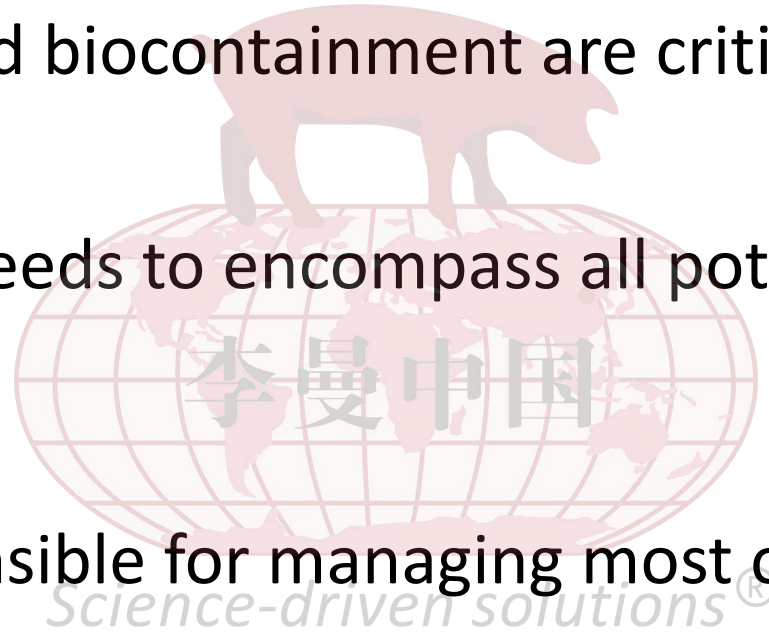 d biocontainment are criti
eeds to encompass all pot
李曼中国
nsible for managing most o
Science-driven solutions®